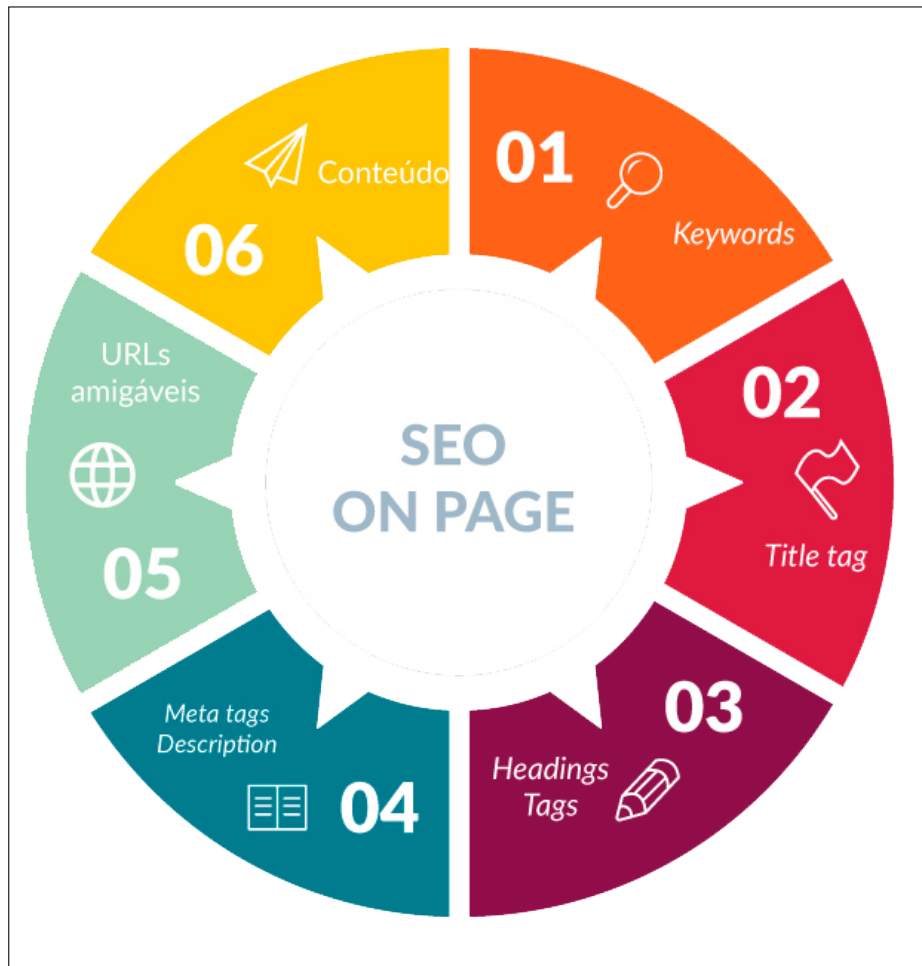 SEO
ON PAGE
01
Keywords
02
Title tag
03
Headings
Tags
Meta tags
Description
04
URLs
amigáveis
05
Conteúdo
06